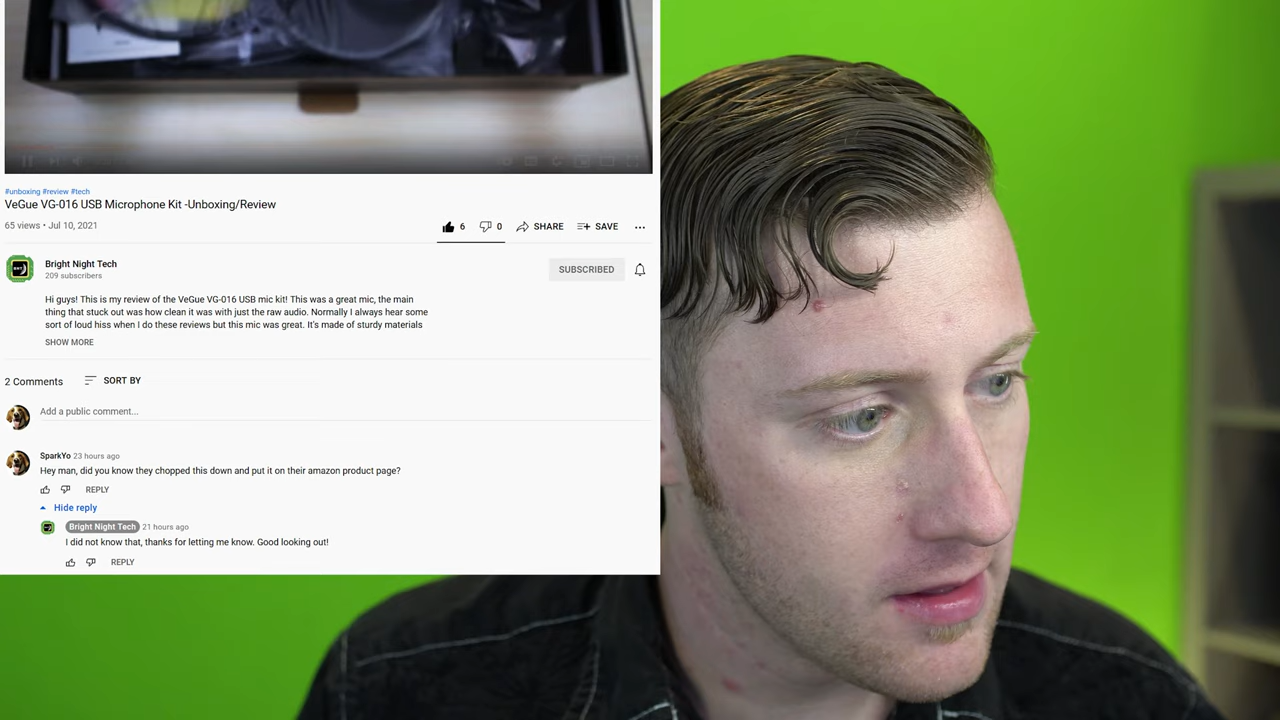 #unboxing #review #tech
VeGue VG-016 USB Microphone Kit -Unboxing/Review
65 views • Jul 10, 2021
6 0 SHARE SAVE
Bright Night Tech
209 subscribers
SUBSCRIBED
Hi guys! This is my review of the VeGue VG-016 USB mic kit! This was a great mic, the main
thing that stuck out was how clean it was with just the raw audio. Normally I always hear some
sort of loud hiss when I do these reviews but this mic was great. It's made of sturdy materials
SHOW MORE
2 Comments SORT BY
Add a public comment...
SparkYo 23 hours ago
Hey man, did you know they chopped this down and put it on their amazon product page?
REPLY
Hide reply
Bright Night Tech 21 hours ago
I did not know that, thanks for letting me know. Good looking out!
REPLY